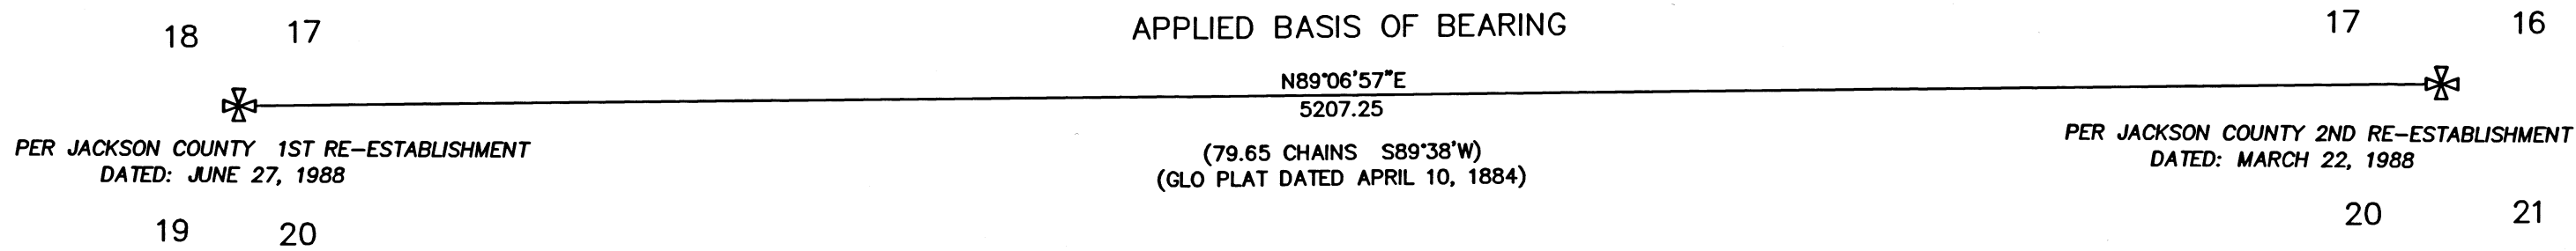 APPLIED BASIS OF BEARING
18 17
17 16
N89°06'57"E
5207.25
(79.65 CHAINS S89°38'W)
(GLO PLAT DATED APRIL 10, 1884)
PER JACKSON COUNTY 1ST RE-ESTABLISHMENT
DATED: JUNE 27, 1988
PER JACKSON COUNTY 2ND RE-ESTABLISHMENT
DATED: MARCH 22, 1988
19 20
20 21